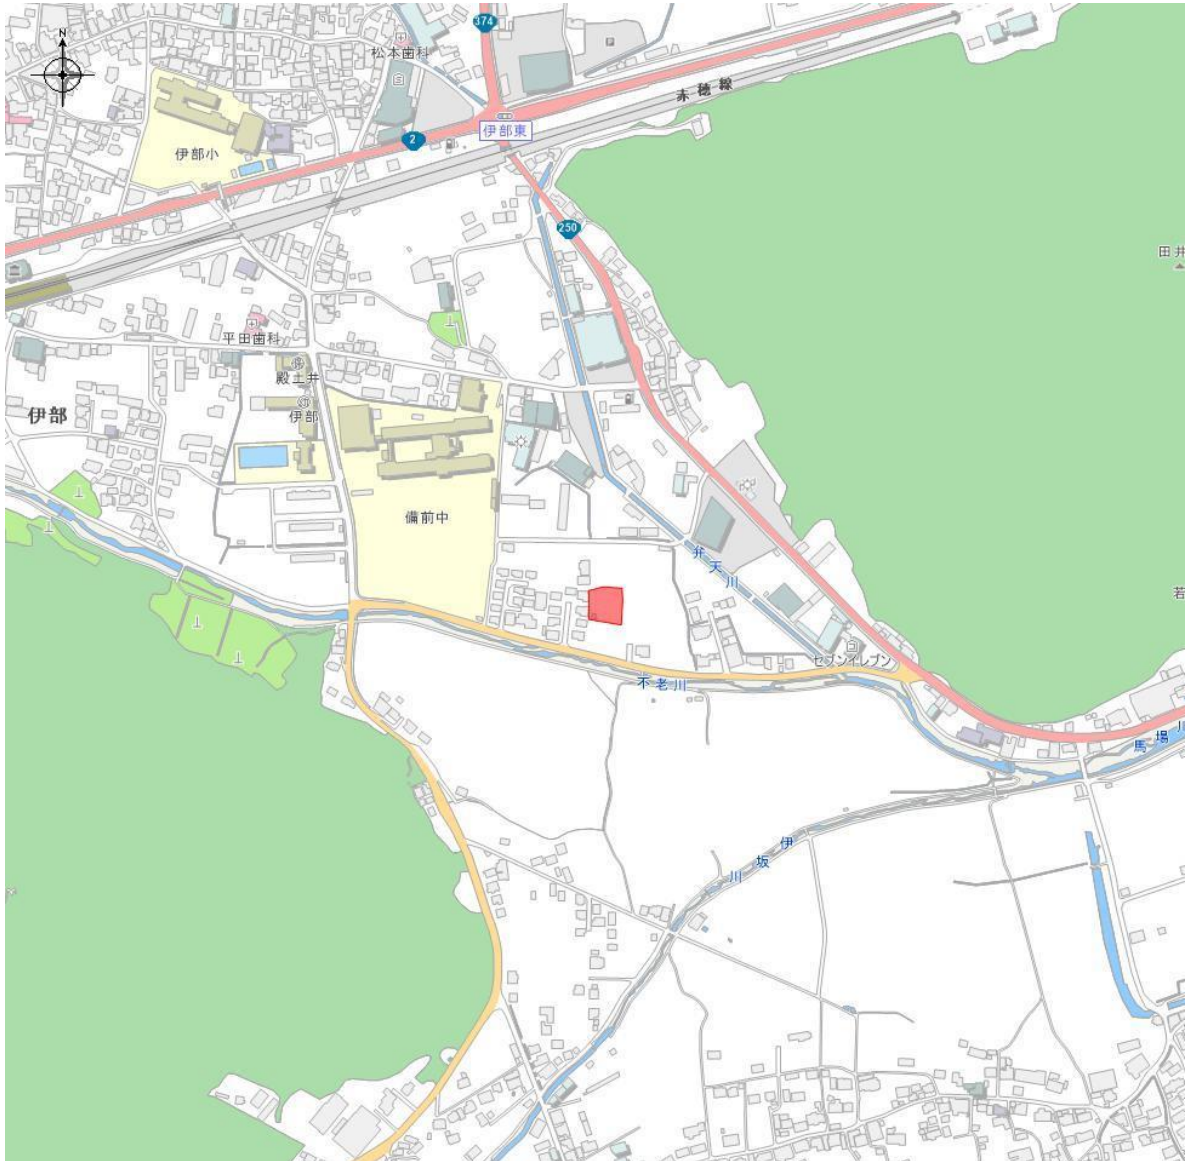 N
374
松本歯科
赤穂線
伊部東
2
伊部小
250
田井
平田歯科
殿土井
伊部
伊部
備前中
弁天川
若
セブンイレブン
不老川
馬場川
伊坂川